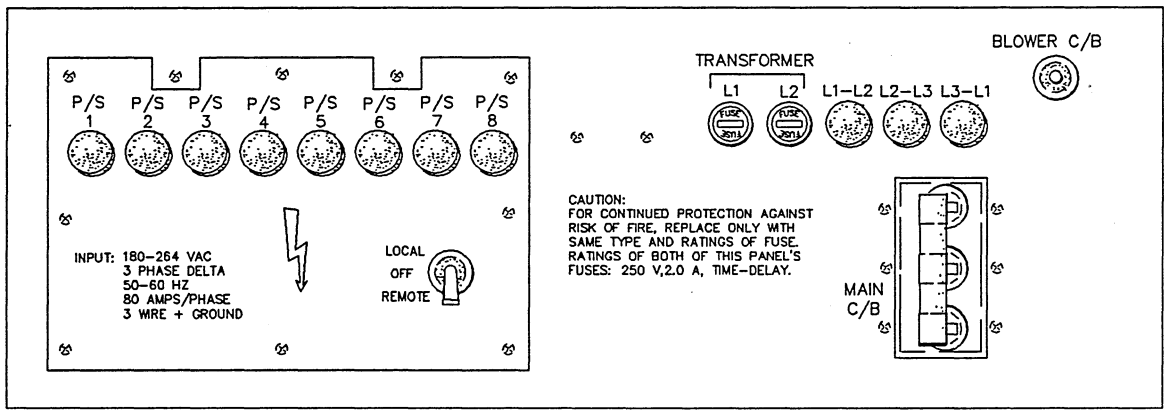 BLOWER C/B
TRANSFORMER
L1 L2 L1-L2 L2-L3 L3-L1
FUSE FUSE
FUSE FUSE
P/S P/S P/S P/S P/S P/S P/S P/S
1 2 3 4 5 6 7 8
CAUTION:
FOR CONTINUED PROTECTION AGAINST
RISK OF FIRE, REPLACE ONLY WITH
SAME TYPE AND RATINGS OF FUSE.
RATINGS OF BOTH OF THIS PANEL'S
FUSES: 250 V,2.0 A, TIME-DELAY.
INPUT: 180-264 VAC
3 PHASE DELTA
50-60 HZ
80 AMPS/PHASE
3 WIRE + GROUND
LOCAL
OFF
REMOTE
MAIN
C/B